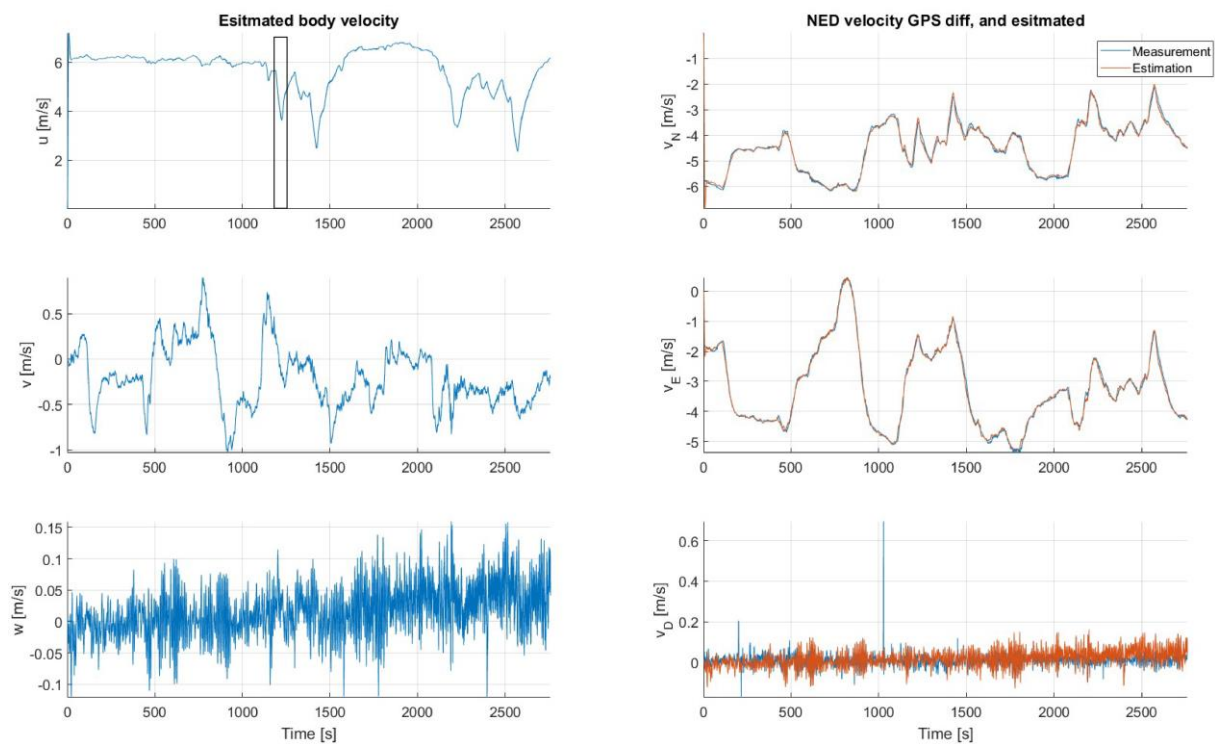 Esitmated body velocity
u [m/s]
6
4
2
0 500 1000 1500 2000 2500
v [m/s]
0.5
0
-0.5
-1
0 500 1000 1500 2000 2500
w [m/s]
0.15
0.1
0.05
0
-0.05
-0.1
0 500 1000 1500 2000 2500
Time [s]
NED velocity GPS diff, and esitmated
Measurement
Estimation
v_N [m/s]
-1
-2
-3
-4
-5
-6
0 500 1000 1500 2000 2500
v_E [m/s]
0
-1
-2
-3
-4
-5
0 500 1000 1500 2000 2500
v_D [m/s]
0.6
0.4
0.2
0
0 500 1000 1500 2000 2500
Time [s]